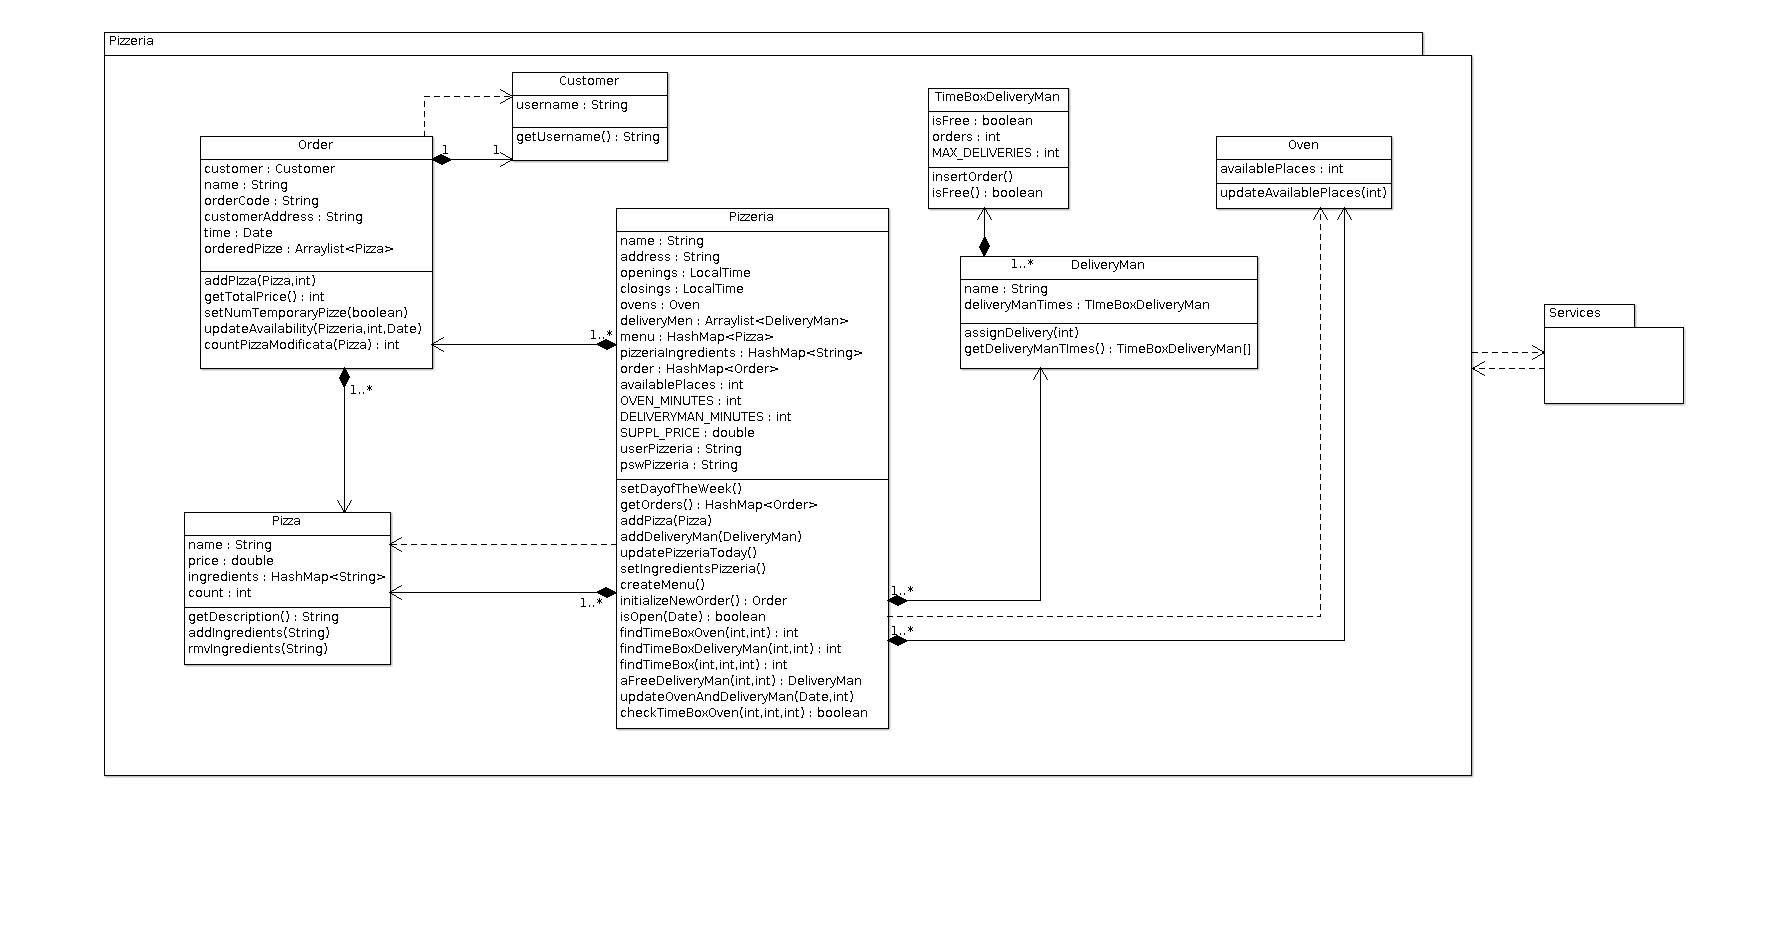 Pizzeria
Customer
username : String
getUsername() : String
1
1
Order
customer : Customer
name : String
orderCode : String
customerAddress : String
time : Date
orderedPizze : Arraylist<Pizza>
addPIzza(Pizza,int)
getTotalPrice() : int
setNumTemporaryPizze(boolean)
updateAvailability(Pizzeria,int,Date)
countPizzaModificata(Pizza) : int
1..*
1..*
Pizza
name : String
price : double
ingredients : HashMap<String>
count : int
getDescription() : String
addIngredients(String)
rmvIngredients(String)
1..*
Pizzeria
name : String
address : String
openings : LocalTime
closings : LocalTime
ovens : Oven
deliveryMen : Arraylist<DeliveryMan>
menu : HashMap<Pizza>
pizzeriaIngredients : HashMap<String>
order : HashMap<Order>
availablePlaces : int
OVEN_MINUTES : int
DELIVERYMAN_MINUTES : int
SUPPL_PRICE : double
userPizzeria : String
pswPizzeria : String
setDayofTheWeek()
getOrders() : HashMap<Order>
addPizza(Pizza)
addDeliveryMan(DeliveryMan)
updatePizzeriaToday()
setIngredientsPizzeria()
createMenu()
initializeNewOrder() : Order
isOpen(Date) : boolean
findTimeBoxOven(int,int) : int
findTimeBoxDeliveryMan(int,int) : int
findTimeBox(int,int,int) : int
aFreeDeliveryMan(int,int) : DeliveryMan
updateOvenAndDeliveryMan(Date,int)
checkTimeBoxOven(int,int,int) : boolean
1..*
1..*
TimeBoxDeliveryMan
isFree : boolean
orders : int
MAX_DELIVERIES : int
insertOrder()
isFree() : boolean
1..*
DeliveryMan
name : String
deliveryManTimes : TImeBoxDeliveryMan
assignDelivery(int)
getDeliveryManTImes() : TimeBoxDeliveryMan[]
Oven
availablePlaces : int
updateAvailablePlaces(int)
Services